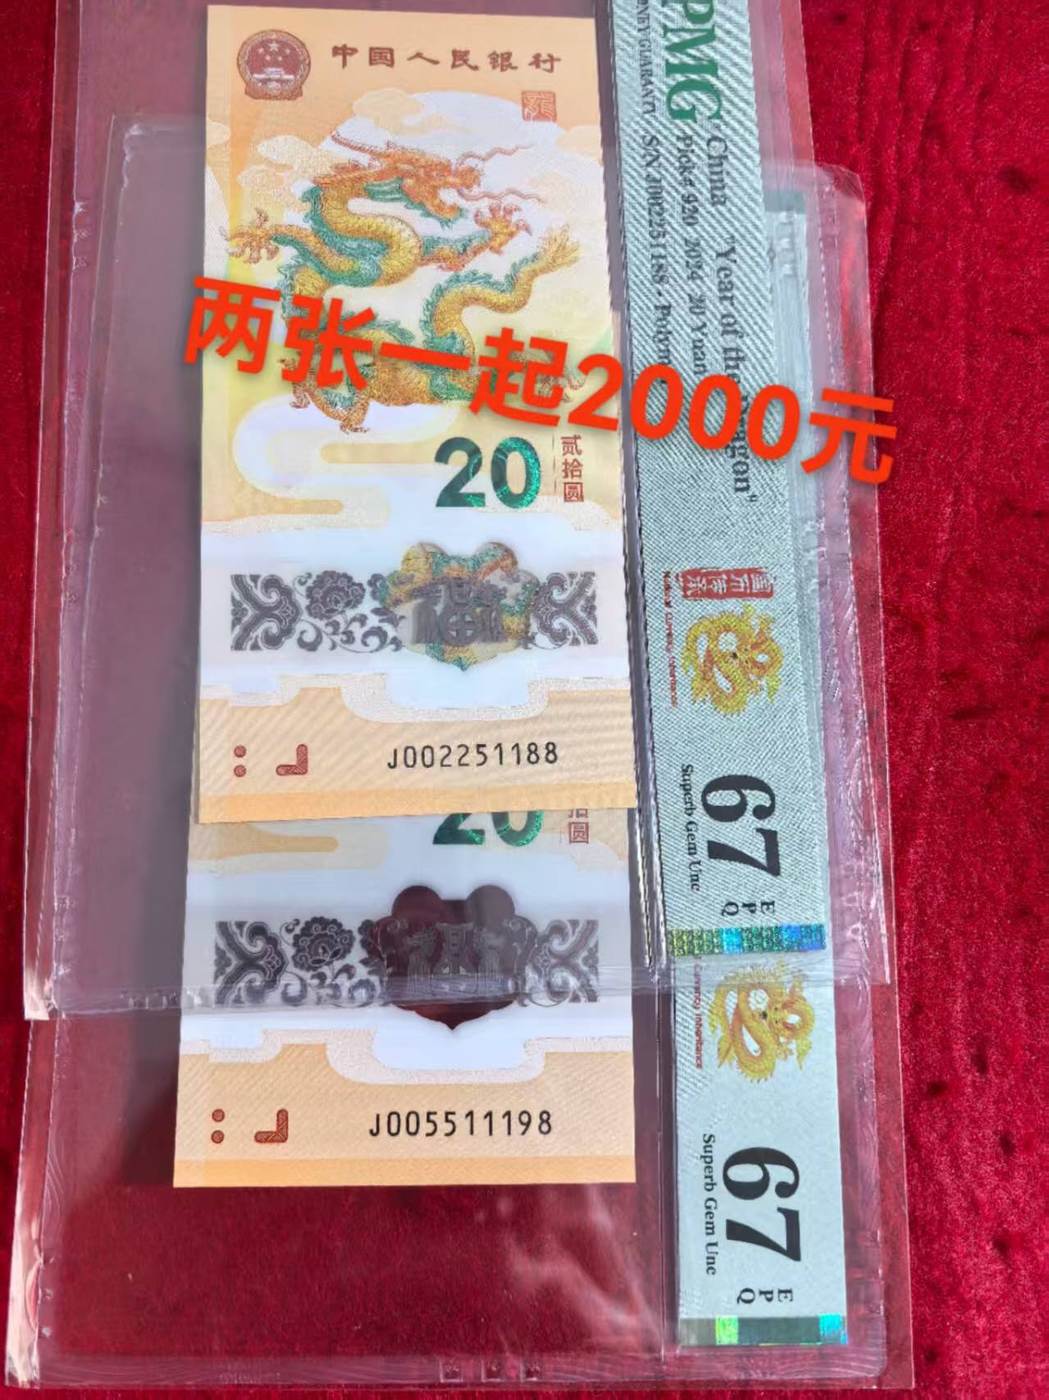 中国人民银行
龙
两张一起2000元
20
贰拾圆
J002251188
20
拾圆
J005511198
PMG
China
"Year of the Dragon"
Pick# 920 2024 20 Yuan
S/N J002251188 - Polymer
67
EPQ
Superb Gem Unc
67
EPQ
Superb Gem Unc